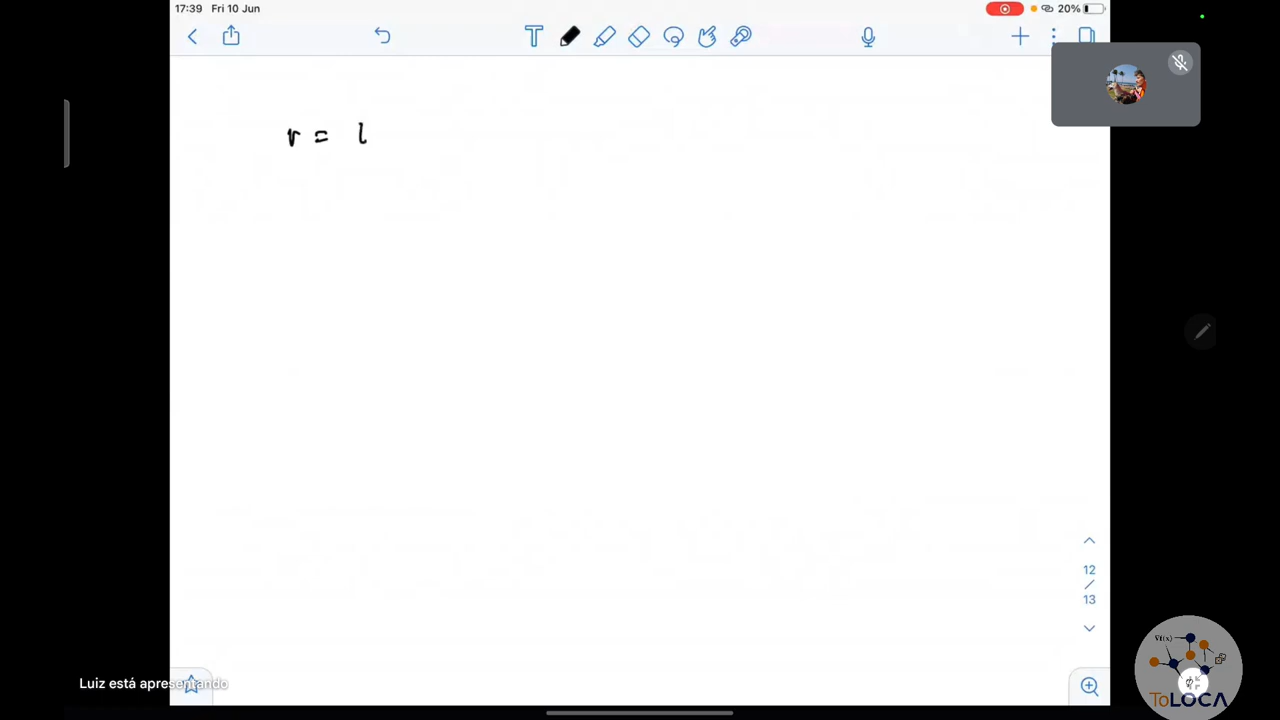 17:39 Fri 10 Jun
20%
T
r = l
12
/
13
Luiz está apresentando
∇f(x)
ToLOCA